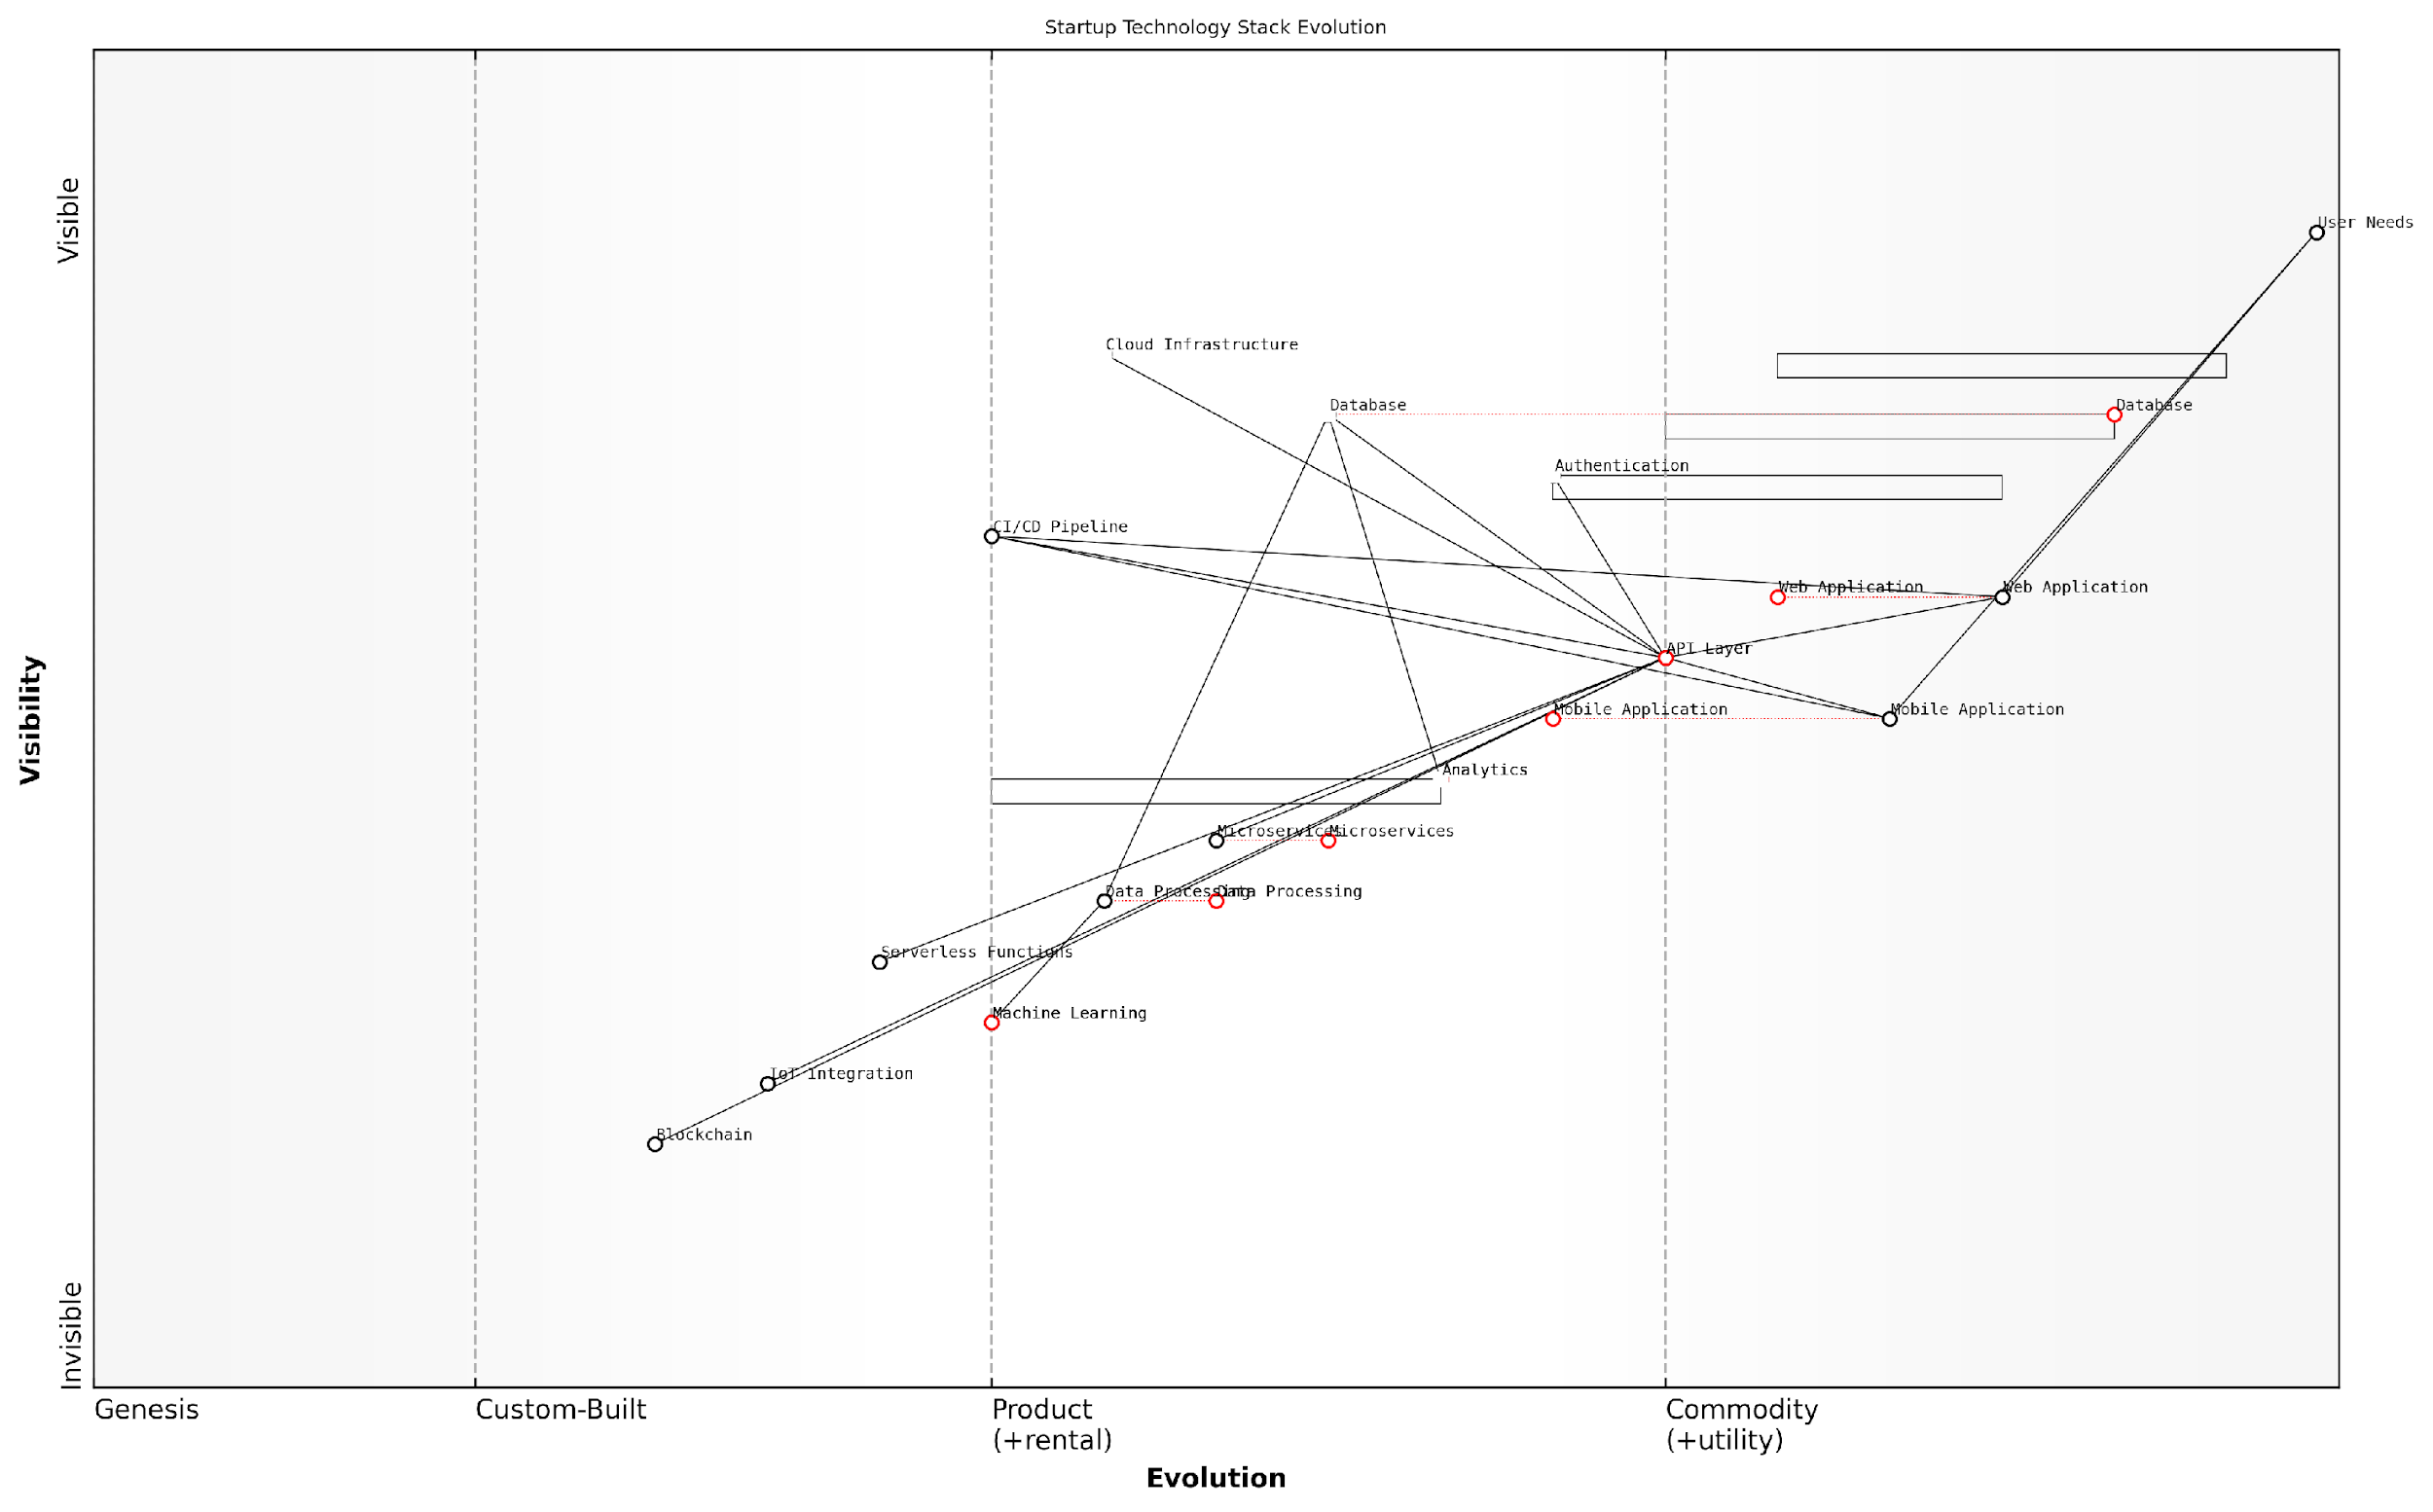 Startup Technology Stack Evolution
Visible
User Needs
Cloud Infrastructure
Database
Database
Authentication
CI/CD Pipeline
Web Application
Web Application
API Layer
Mobile Application
Mobile Application
Visibility
Analytics
Microservices
Microservices
Data Processing
Data Processing
Serverless Functions
Machine Learning
IoT Integration
Blockchain
Invisible
Genesis
Custom-Built
Product
(+rental)
Commodity
(+utility)
Evolution